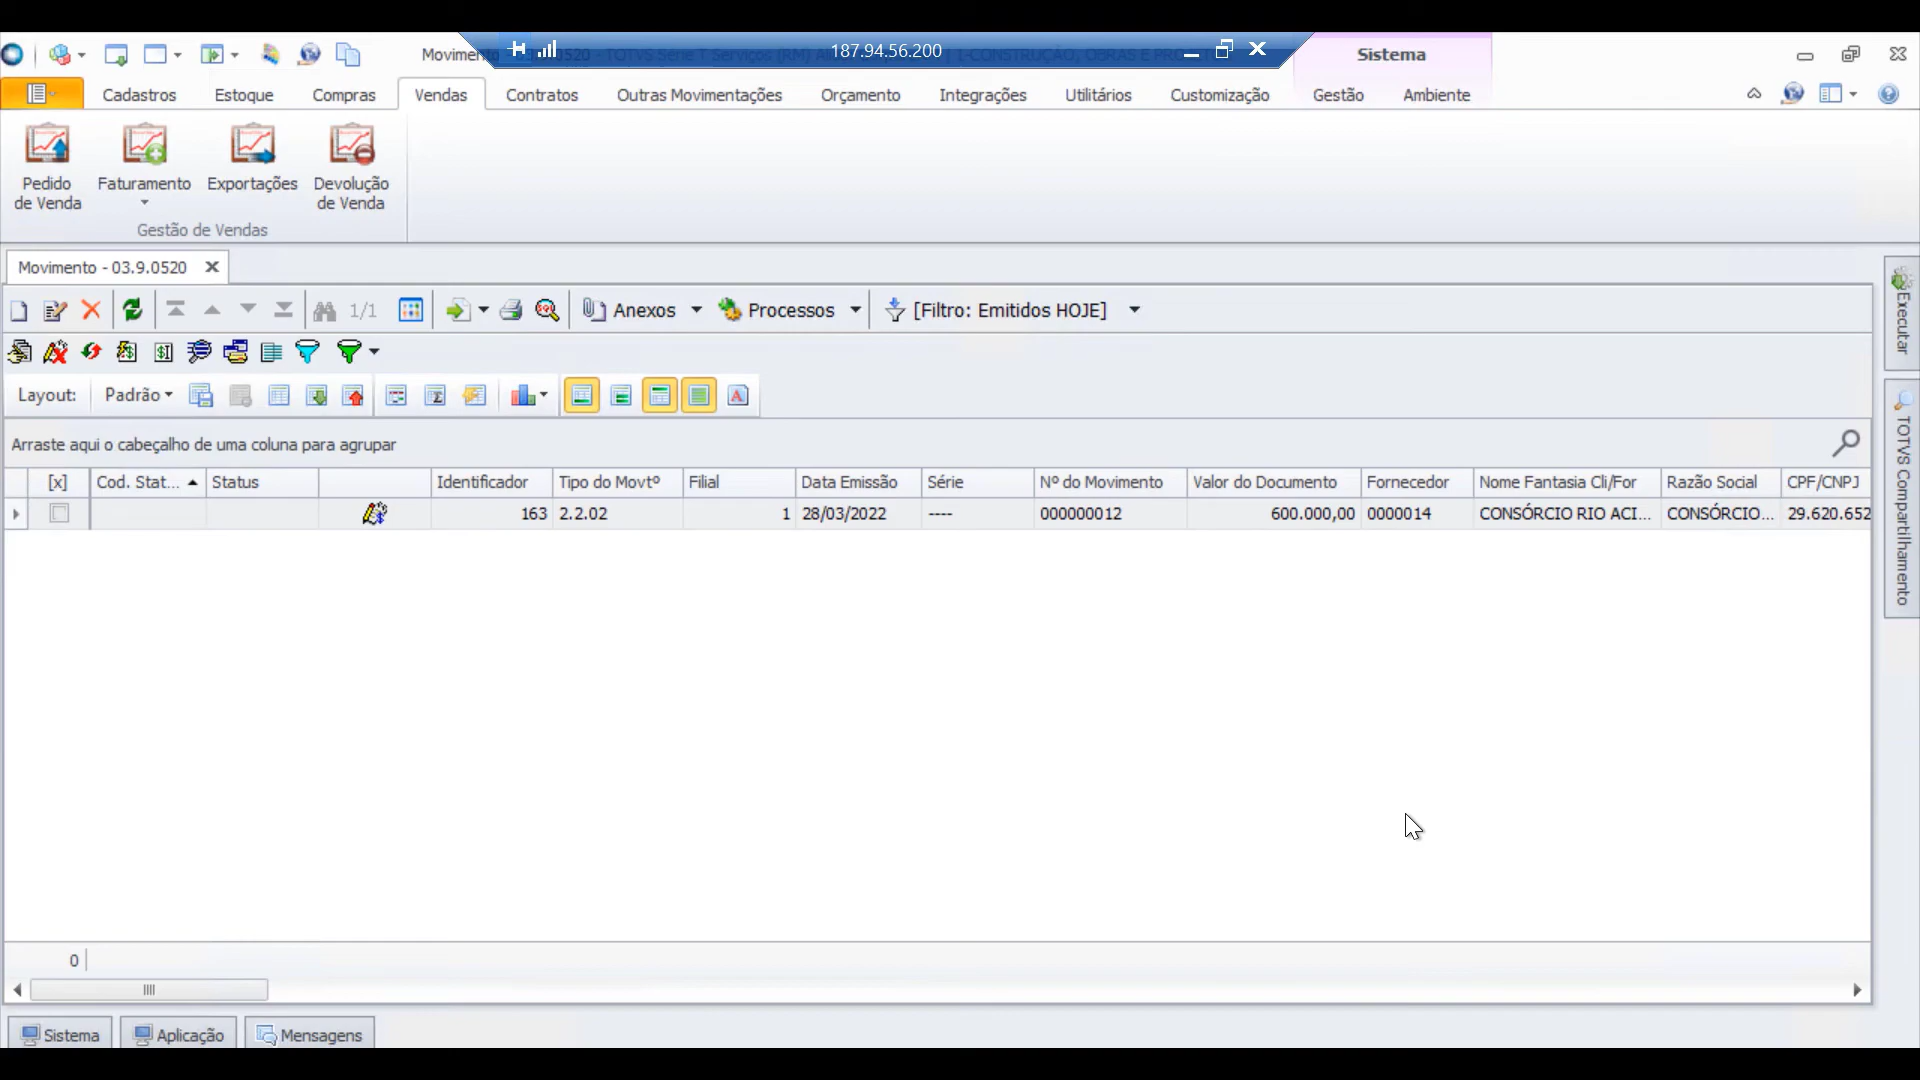 187.94.56.200
Sistema
Cadastros Estoque Compras Vendas Contratos Outras Movimentações Orçamento Integrações Utilitários Customização Gestão Ambiente
Pedido de Venda
Faturamento
Exportações
Devolução de Venda
Gestão de Vendas
Movimento - 03.9.0520
1/1 Anexos Processos [Filtro: Emitidos HOJE]
Layout: Padrão
Arraste aqui o cabeçalho de uma coluna para agrupar
[x] Cod. Stat... Status Identificador Tipo do Movtº Filial Data Emissão Série Nº do Movimento Valor do Documento Fornecedor Nome Fantasia Cli/For Razão Social CPF/CNPJ
163 2.2.02 1 28/03/2022 ---- 000000012 600.000,00 0000014 CONSÓRCIO RIO ACI... CONSÓRCIO... 29.620.652
0
Sistema Aplicação Mensagens
Executar
TOTVS Compartilhamento